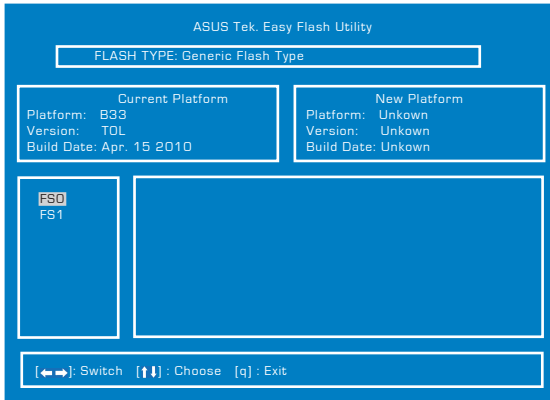 ASUS Tek. Easy Flash Utility
FLASH TYPE: Generic Flash Type
Current Platform
Platform: B33
Version: TOL
Build Date: Apr. 15 2010
New Platform
Platform: Unkown
Version: Unkown
Build Date: Unkown
FS0
FS1
[←→]: Switch [↑↓] : Choose [q] : Exit